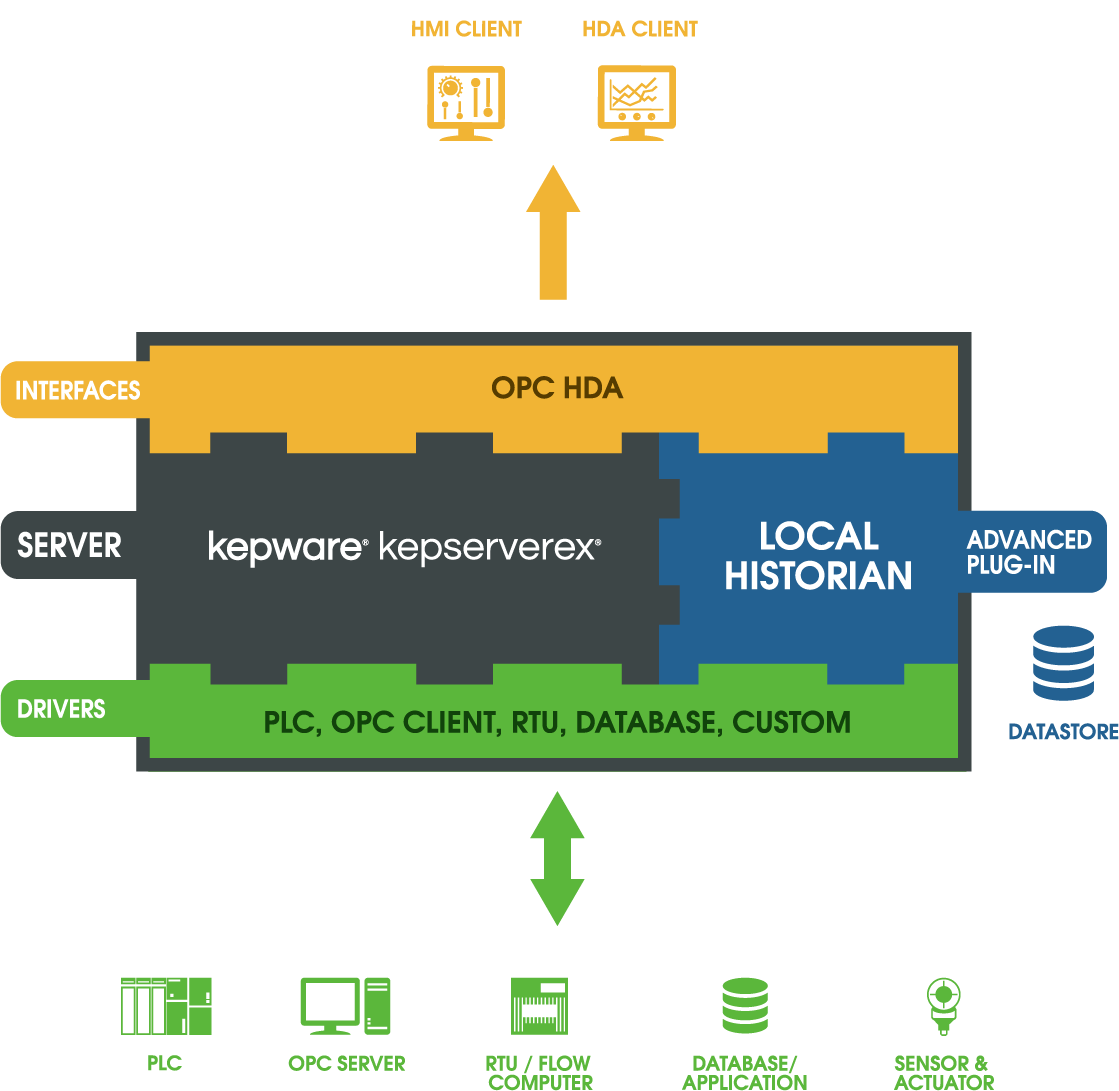 HMI CLIENT
HDA CLIENT
INTERFACES
OPC HDA
SERVER
kepware® kepserverex®
LOCAL
HISTORIAN
ADVANCED
PLUG-IN
DRIVERS
PLC, OPC CLIENT, RTU, DATABASE, CUSTOM
DATASTORE
PLC
OPC SERVER
RTU / FLOW
COMPUTER
DATABASE/
APPLICATION
SENSOR &
ACTUATOR